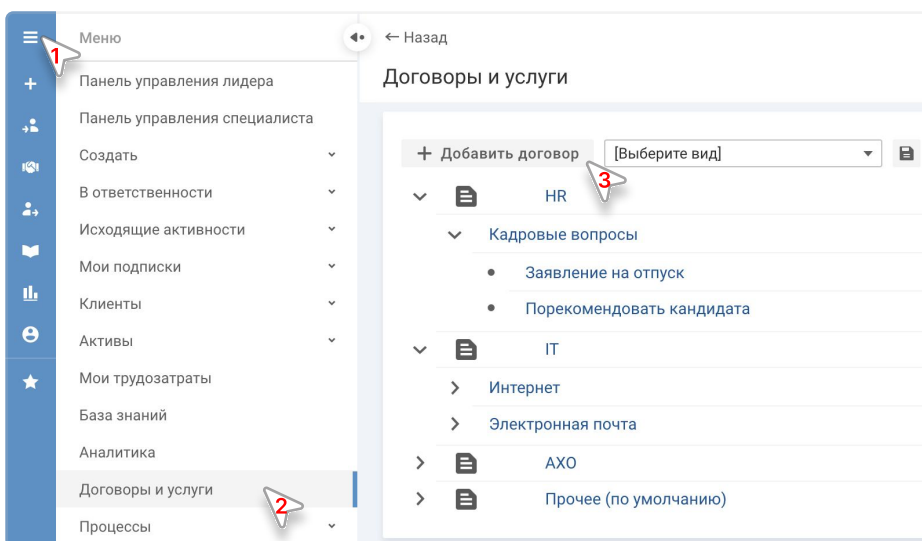 1
Меню
Панель управления лидера
Панель управления специалиста
Создать
В ответственности
Исходящие активности
Мои подписки
Клиенты
Активы
Мои трудозатраты
База знаний
Аналитика
Договоры и услуги
2
Процессы
← Назад
Договоры и услуги
+ Добавить договор
[Выберите вид]
3
HR
Кадровые вопросы
• Заявление на отпуск
• Порекомендовать кандидата
IT
Интернет
Электронная почта
АХО
Прочее (по умолчанию)